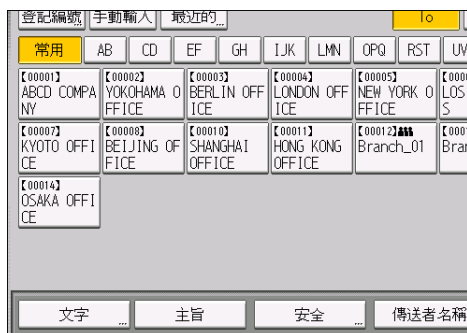 登記編號 手動輸入 最近的... To
常用 AB CD EF GH IJK LMN OPQ RST UV
【00001】 【00002】 【00003】 【00004】 【00005】
ABCD COMPA YOKOHAMA O BERLIN OFF LONDON OFF NEW YORK O LOS
NY FFICE ICE ICE FFICE S
【00007】 【00008】 【00010】 【00011】 【00012】
KYOTO OFFI BEIJING OF SHANGHAI HONG KONG Branch_01 Bran
CE FICE OFFICE OFFICE
【00014】
OSAKA OFFI
CE
文字... 主旨 安全... 傳送者名稱